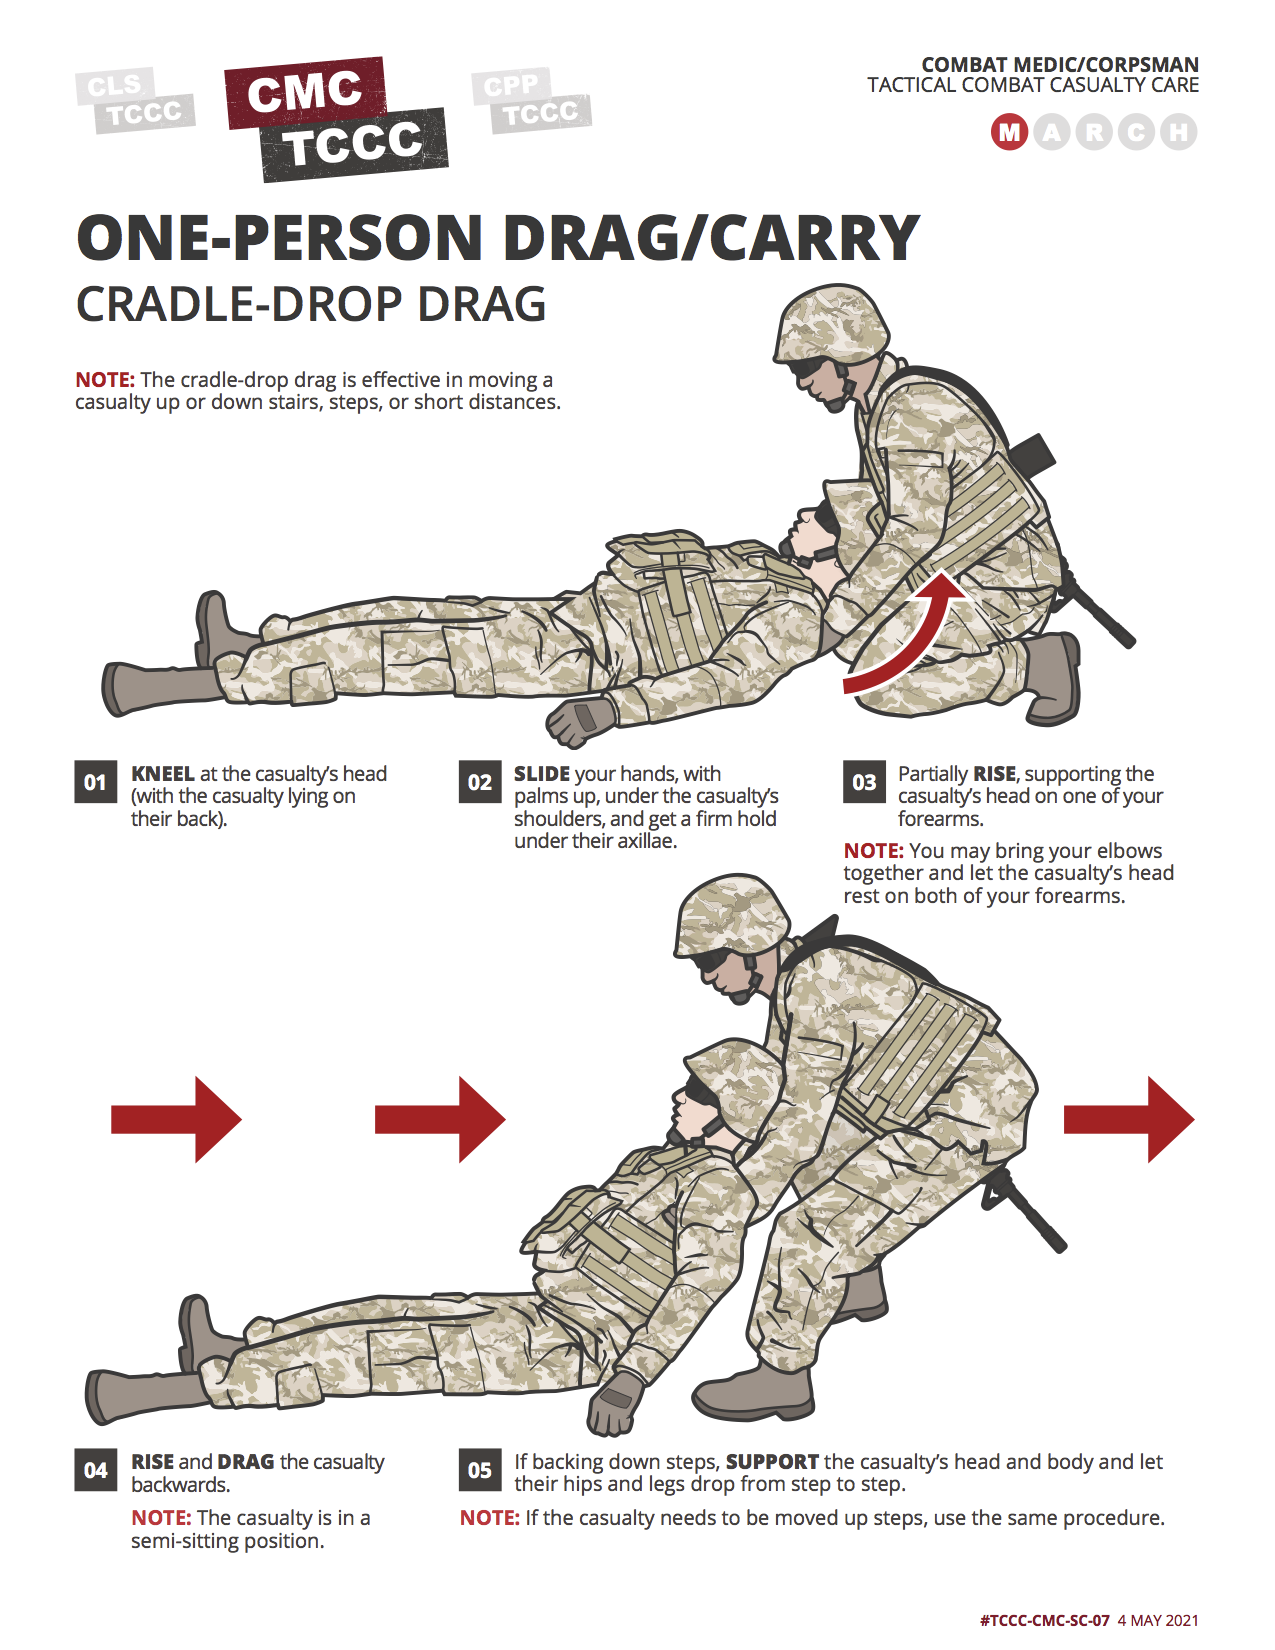 CLS
TCCC
CMC
TCCC
CPP
TCCC
COMBAT MEDIC/CORPSMAN
TACTICAL COMBAT CASUALTY CARE
M A R C H
ONE-PERSON DRAG/CARRY
CRADLE-DROP DRAG
NOTE: The cradle-drop drag is effective in moving a
casualty up or down stairs, steps, or short distances.
01
KNEEL at the casualty's head
(with the casualty lying on
their back).
02
SLIDE your hands, with
palms up, under the casualty's
shoulders, and get a firm hold
under their axillae.
03
Partially RISE, supporting the
casualty's head on one of your
forearms.
NOTE: You may bring your elbows
together and let the casualty's head
rest on both of your forearms.
04
RISE and DRAG the casualty
backwards.
NOTE: The casualty is in a
semi-sitting position.
05
If backing down steps, SUPPORT the casualty's head and body and let
their hips and legs drop from step to step.
NOTE: If the casualty needs to be moved up steps, use the same procedure.
#TCCC-CMC-SC-07 4 MAY 2021